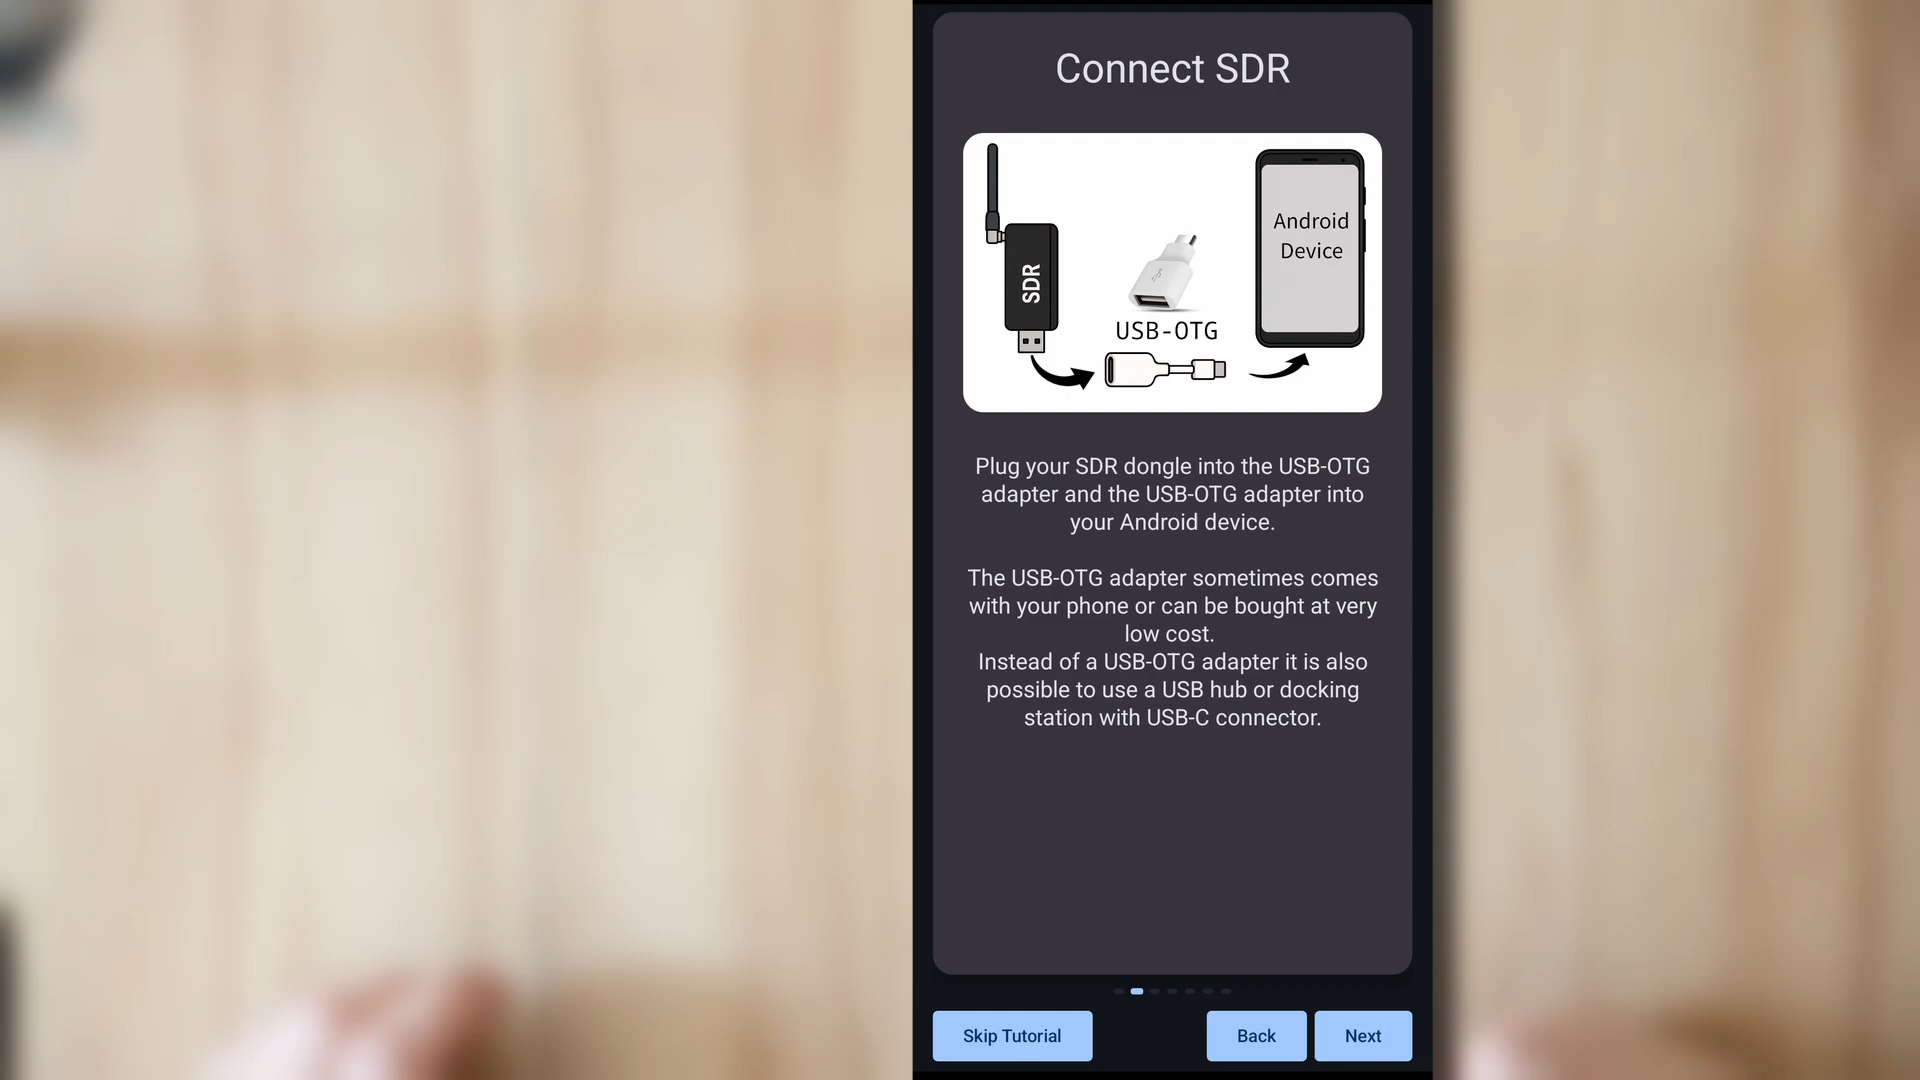 Connect SDR
SDR
Android
Device
USB-OTG
Plug your SDR dongle into the USB-OTG
adapter and the USB-OTG adapter into
your Android device.
The USB-OTG adapter sometimes comes
with your phone or can be bought at very
low cost.
Instead of a USB-OTG adapter it is also
possible to use a USB hub or docking
station with USB-C connector.
Skip Tutorial
Back
Next